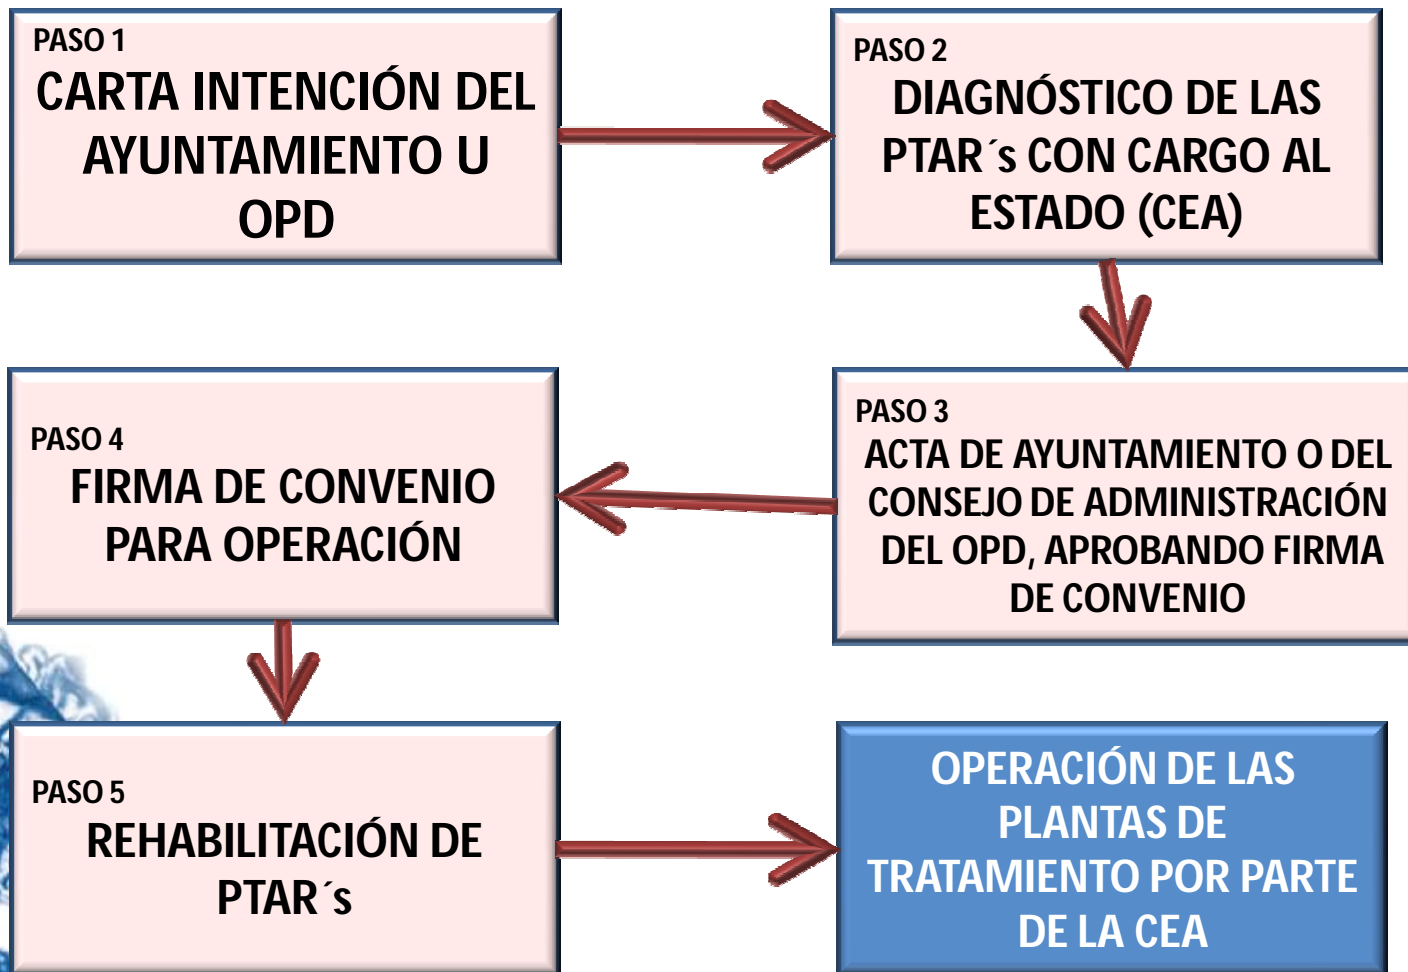 PASO 1
CARTA INTENCIÓN DEL
AYUNTAMIENTO U
OPD
PASO 2
DIAGNÓSTICO DE LAS
PTAR´s CON CARGO AL
ESTADO (CEA)
PASO 3
ACTA DE AYUNTAMIENTO O DEL
CONSEJO DE ADMINISTRACIÓN
DEL OPD, APROBANDO FIRMA
DE CONVENIO
PASO 4
FIRMA DE CONVENIO
PARA OPERACIÓN
PASO 5
REHABILITACIÓN DE
PTAR´s
OPERACIÓN DE LAS
PLANTAS DE
TRATAMIENTO POR PARTE
DE LA CEA